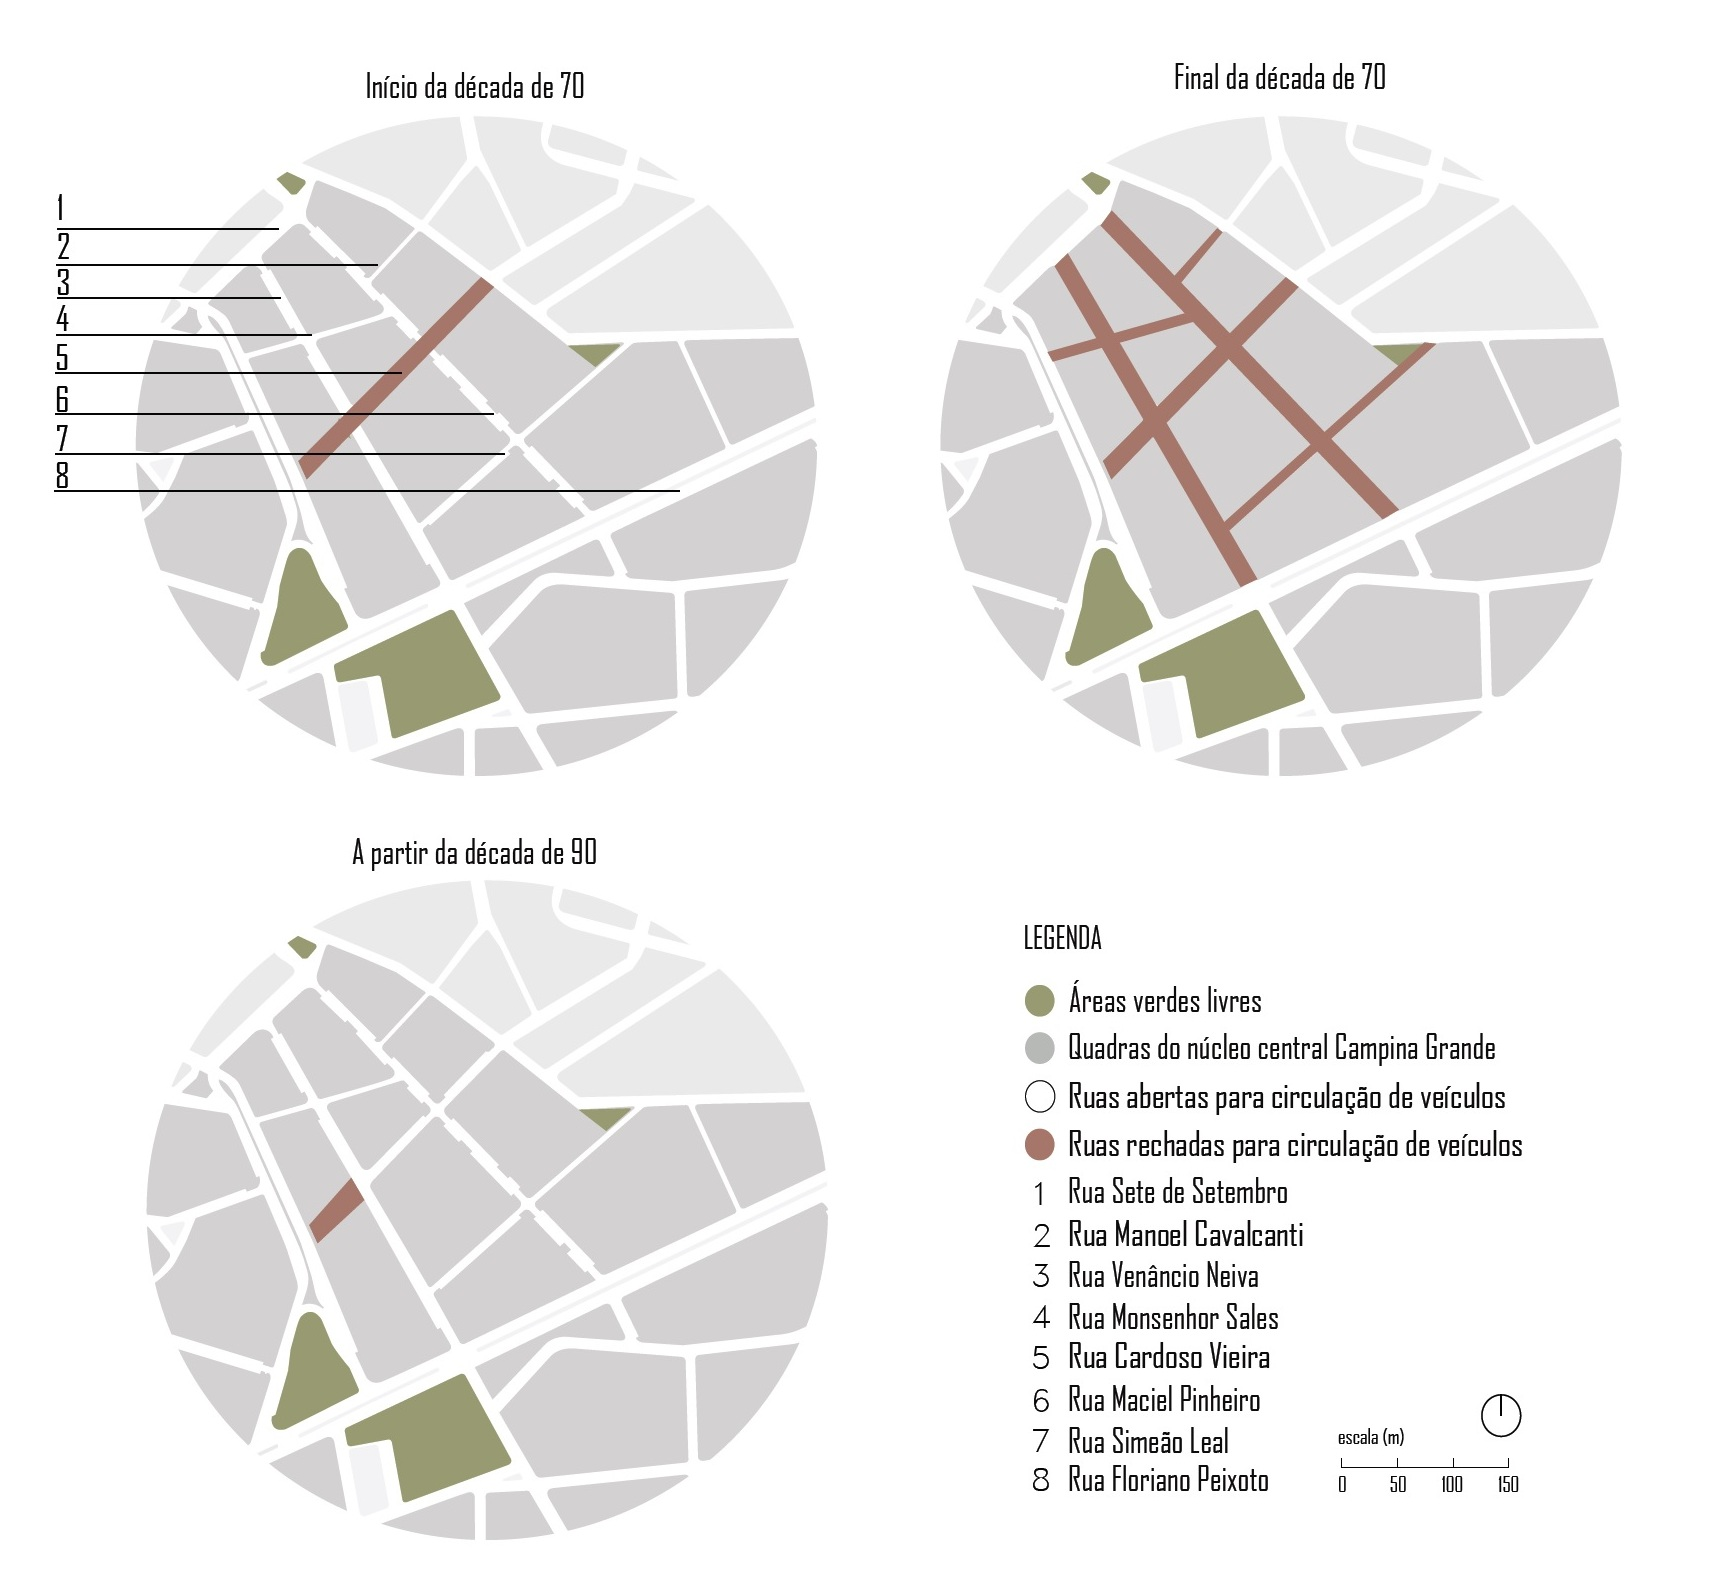 Início da década de 70
Final da década de 70
1
2
3
4
5
6
7
8
A partir da década de 90
LEGENDA
Áreas verdes livres
Quadras do núcleo central Campina Grande
Ruas abertas para circulação de veículos
Ruas rechadas para circulação de veículos
1 Rua Sete de Setembro
2 Rua Manoel Cavalcanti
3 Rua Venâncio Neiva
4 Rua Monsenhor Sales
5 Rua Cardoso Vieira
6 Rua Maciel Pinheiro
7 Rua Simeão Leal
8 Rua Floriano Peixoto
escala (m)
0 50 100 150